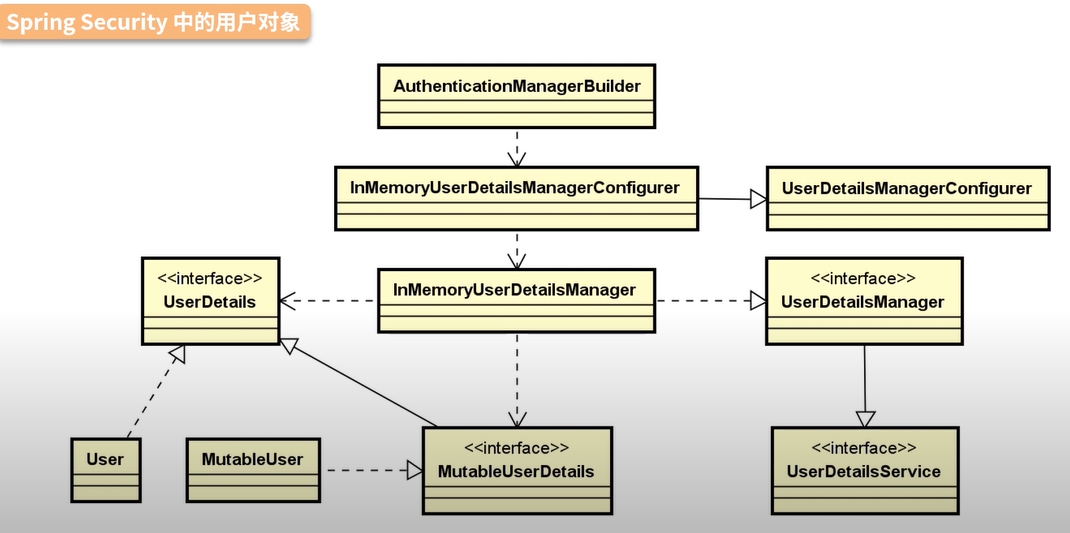 Spring Security 中的用户对象
AuthenticationManagerBuilder
InMemoryUserDetailsManagerConfigurer
UserDetailsManagerConfigurer
<<interface>>
UserDetails
InMemoryUserDetailsManager
<<interface>>
UserDetailsManager
User
MutableUser
<<interface>>
MutableUserDetails
<<interface>>
UserDetailsService